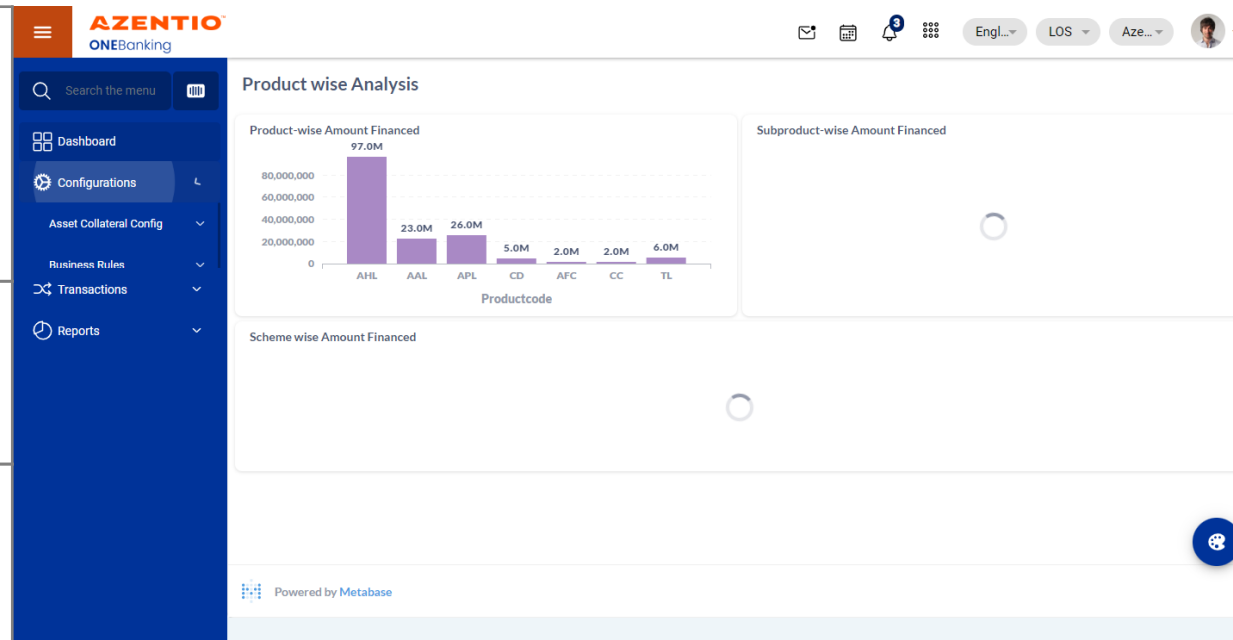 AZENTIO
ONEBanking
3
Engl...
LOS
Aze...
Search the menu
Dashboard
Configurations
Asset Collateral Config
Business Rules
Transactions
Reports
Product wise Analysis
Product-wise Amount Financed
97.0M
80,000,000
60,000,000
40,000,000
20,000,000
0
23.0M
26.0M
5.0M
2.0M
2.0M
6.0M
AHL
AAL
APL
CD
AFC
CC
TL
Productcode
Subproduct-wise Amount Financed
Scheme wise Amount Financed
Powered by Metabase